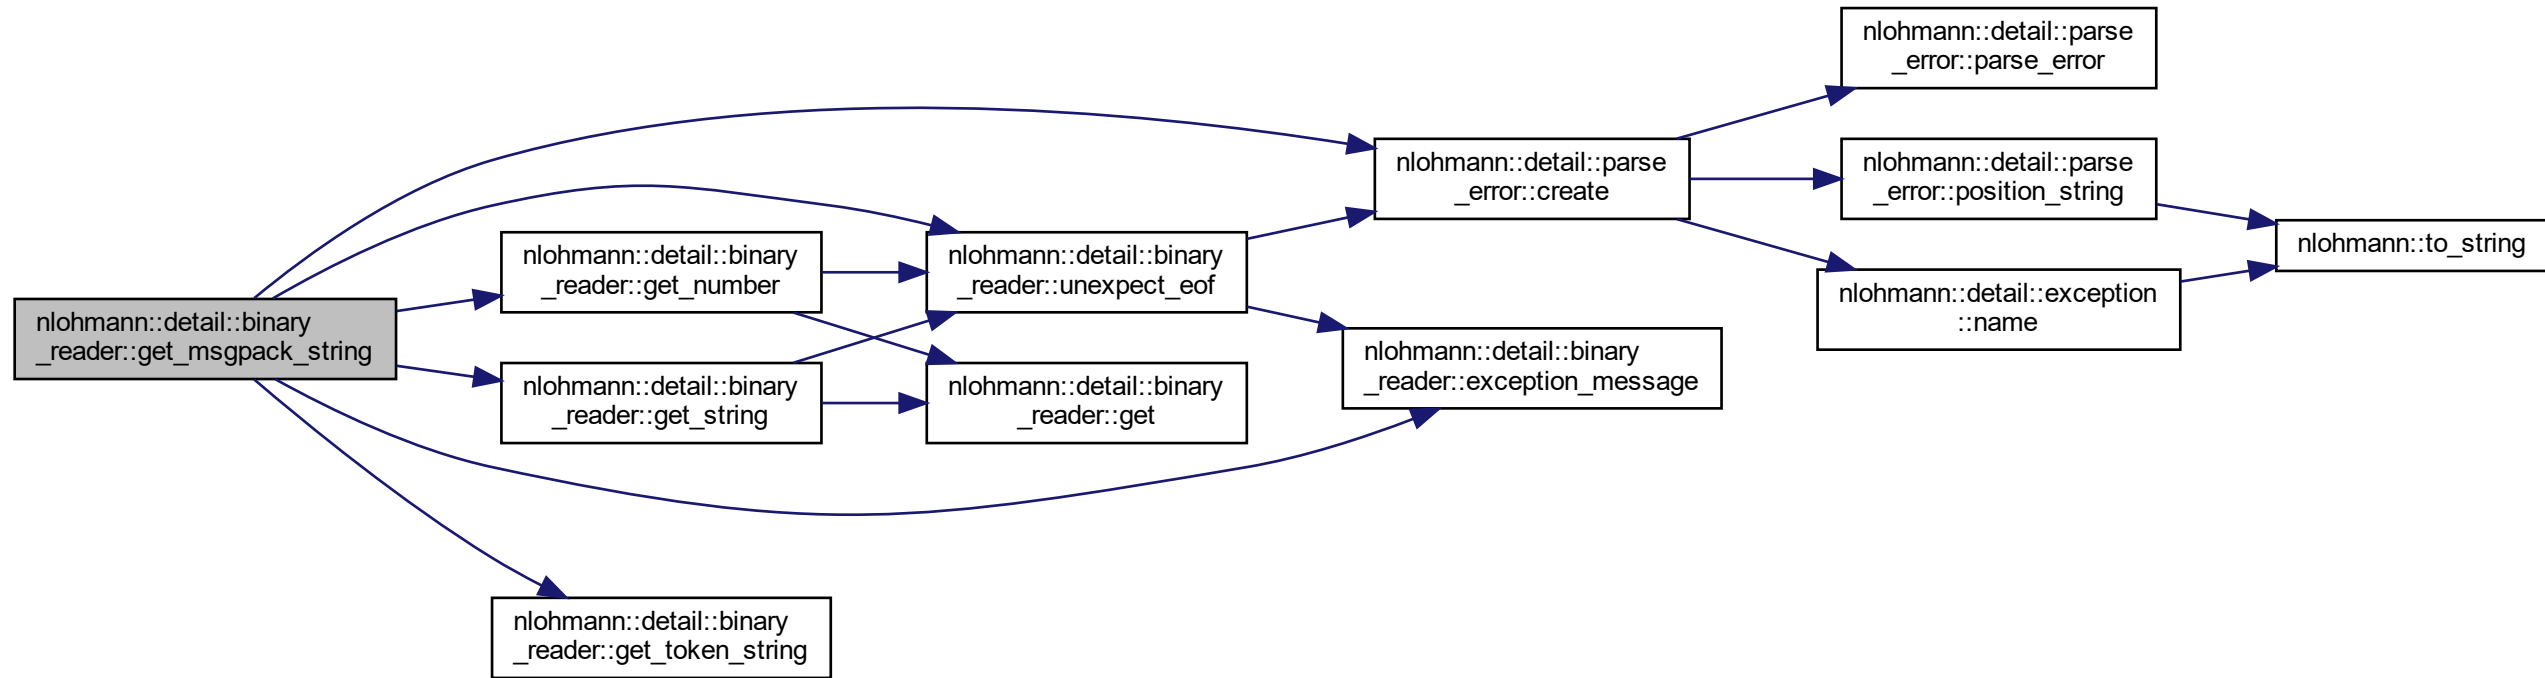 nlohmann::detail::binary
_reader::get_msgpack_string
nlohmann::detail::binary
_reader::get_number
nlohmann::detail::binary
_reader::get_string
nlohmann::detail::binary
_reader::get_token_string
nlohmann::detail::binary
_reader::unexpect_eof
nlohmann::detail::binary
_reader::get
nlohmann::detail::parse
_error::create
nlohmann::detail::binary
_reader::exception_message
nlohmann::detail::parse
_error::parse_error
nlohmann::detail::parse
_error::position_string
nlohmann::detail::exception
::name
nlohmann::to_string